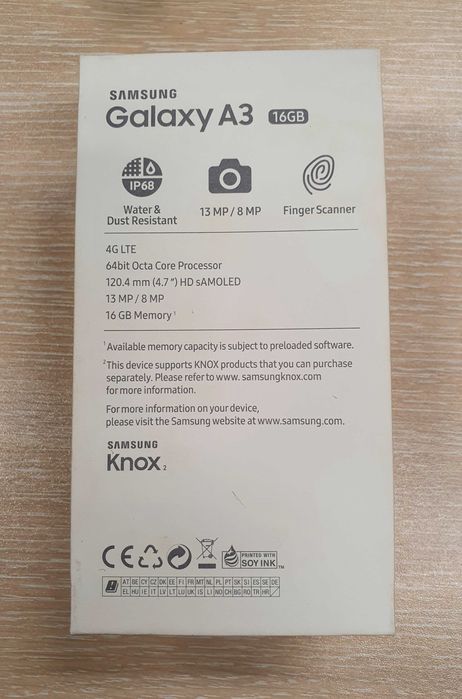 SAMSUNG
Galaxy A3 16GB
IP68
Water &
Dust Resistant
13 MP / 8 MP
Finger Scanner
4G LTE
64bit Octa Core Processor
120.4 mm (4.7") HD sAMOLED
13 MP / 8 MP
16 GB Memory¹
¹Available memory capacity is subject to preloaded software.
²This device supports KNOX products that you can purchase
separately. Please refer to www. samsungknox.com
for more information.
For more information on your device,
please visit the Samsung website at www.samsung.com.
SAMSUNG
Knox 2
CE
PRINTED WITH
SOY INK™
AT BE CY CZ DK EE FI FR MT NL PL PT SK SI ES SE DE
EL HU IE IT LV LT LU UK IS LI NO CH BG RO TR HR